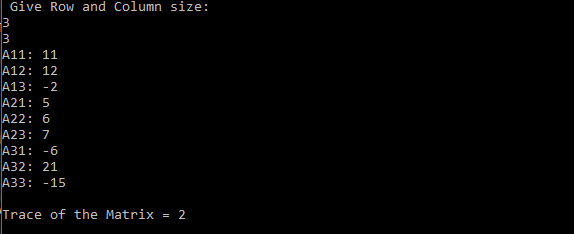 Give Row and Column size:
3
3
A11: 11
A12: 12
A13: -2
A21: 5
A22: 6
A23: 7
A31: -6
A32: 21
A33: -15
Trace of the Matrix = 2